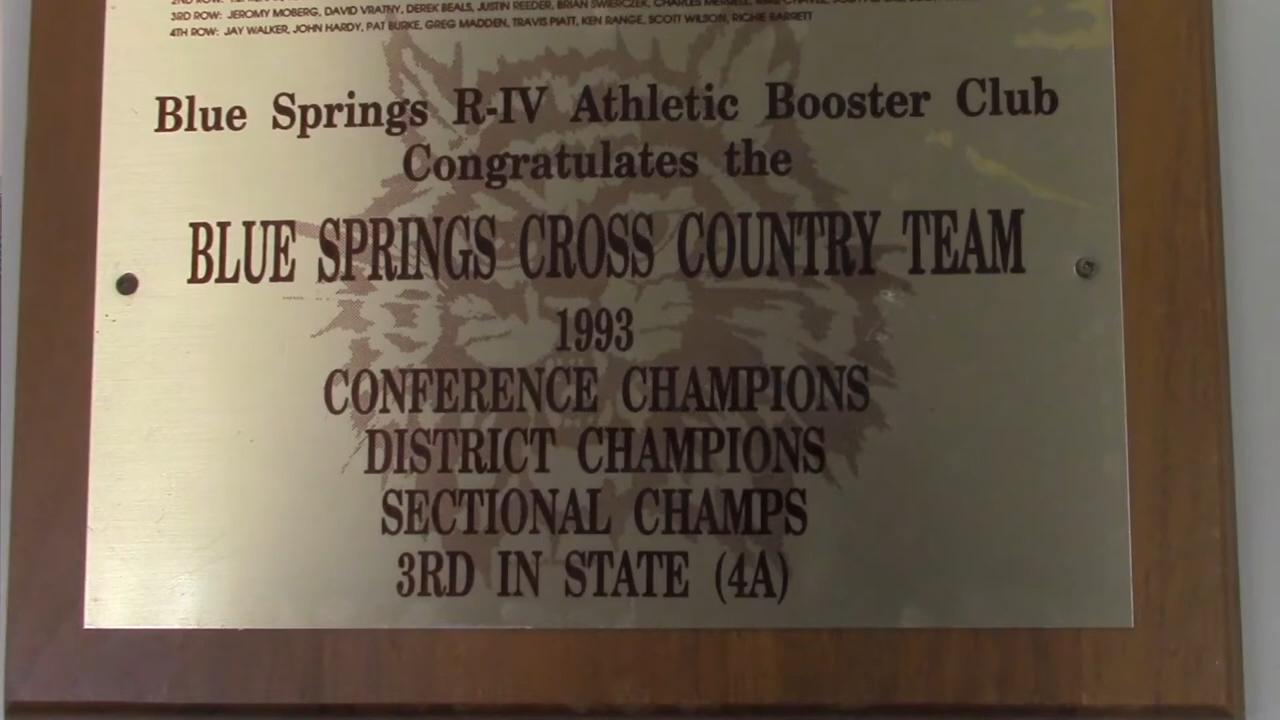 3RD ROW: JEROMY MOBERG, DAVID VRATNY, DEREK BEALS, JUSTIN REEDER, BRIAN SWIERCZEK, CHARLES
4TH ROW: JAY WALKER, JOHN HARDY, PAT BURKE, GREG MADDEN, TRAVIS PIATT, KEN RANGE, SCOTT WILSON, RICHIE BARRETT
Blue Springs R-IV Athletic Booster Club
Congratulates the
BLUE SPRINGS CROSS COUNTRY TEAM
1993
CONFERENCE CHAMPIONS
DISTRICT CHAMPIONS
SECTIONAL CHAMPS
3RD IN STATE (4A)